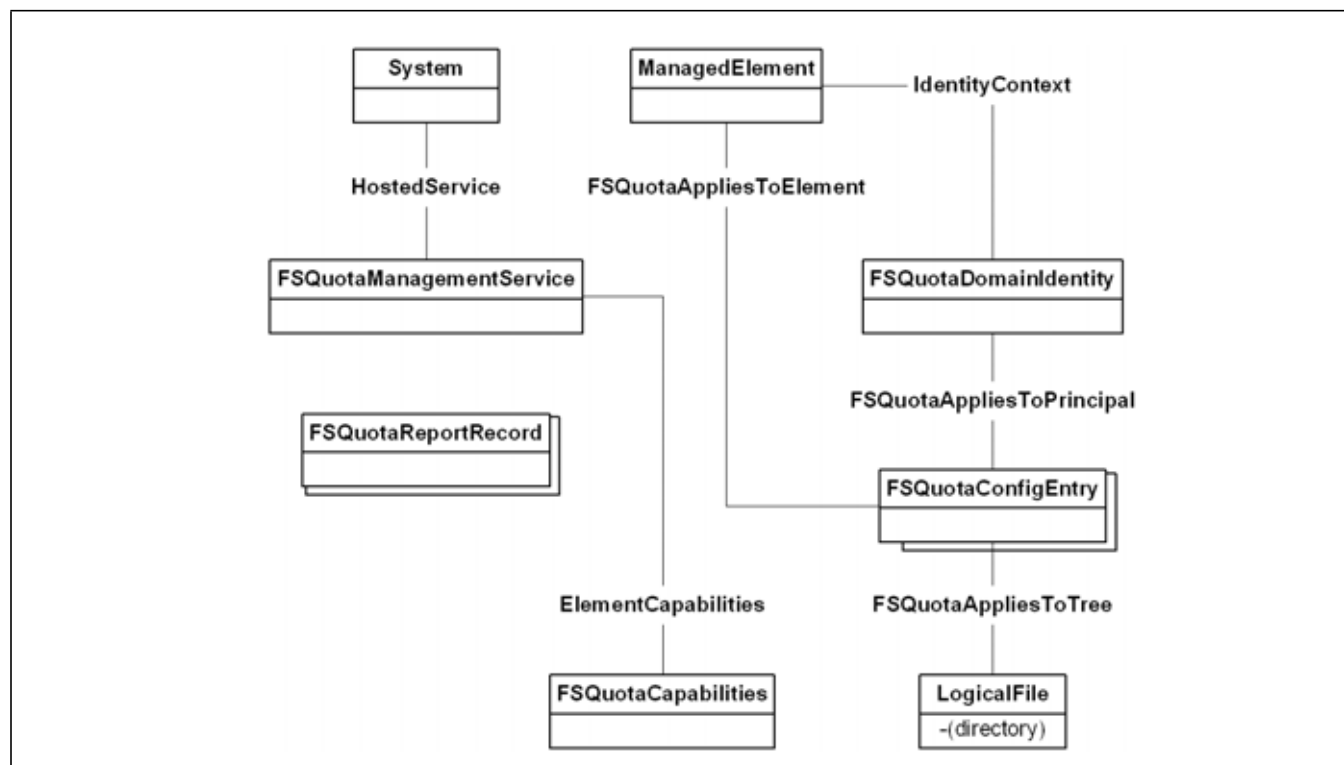 System
ManagedElement
IdentityContext
HostedService
FSQuotaAppliesToElement
FSQuotaManagementService
FSQuotaDomainIdentity
FSQuotaAppliesToPrincipal
FSQuotaReportRecord
FSQuotaConfigEntry
ElementCapabilities
FSQuotaAppliesToTree
FSQuotaCapabilities
LogicalFile
-(directory)